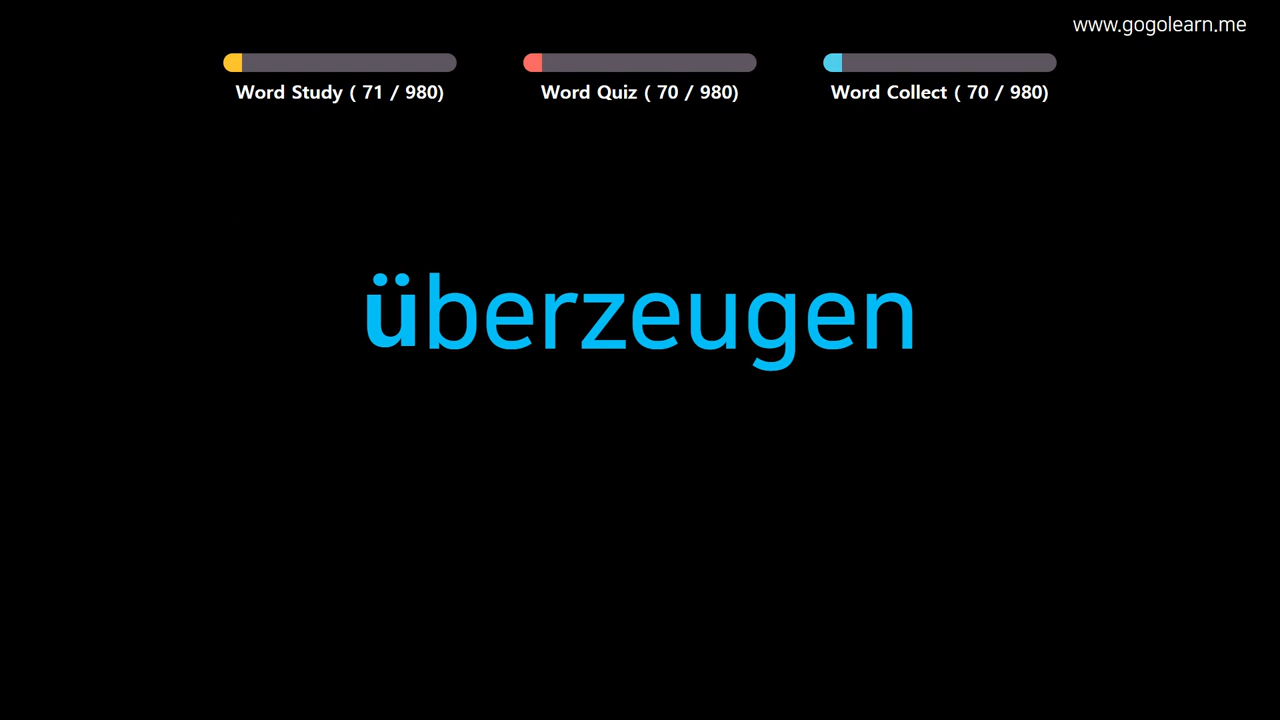 www.gogolearn.me
Word Study ( 71 / 980)
Word Quiz ( 70 / 980)
Word Collect ( 70 / 980)
überzeugen